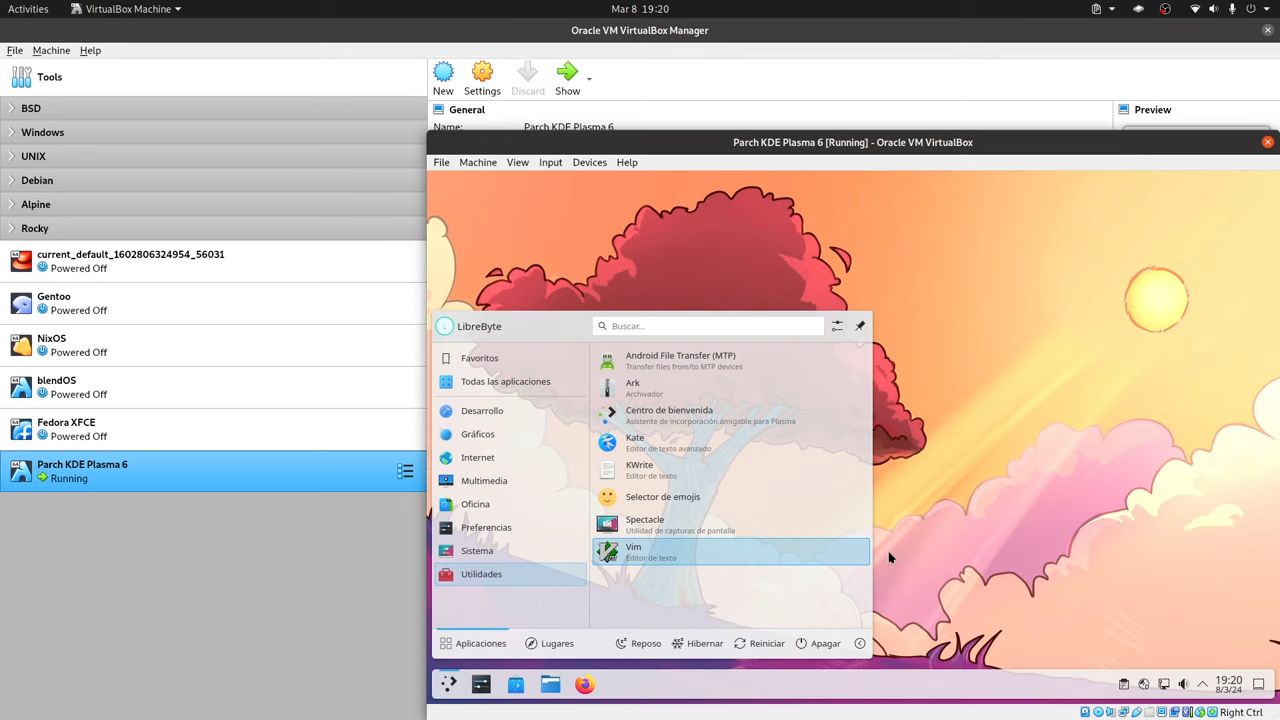 Activities
VirtualBox Machine
Mar 8 19:20
Oracle VM VirtualBox Manager
File Machine Help
Tools
New Settings Discard Show
BSD
Windows
UNIX
Debian
Alpine
Rocky
current_default_1602806324954_56031
Powered Off
Gentoo
Powered Off
NixOS
Powered Off
blendOS
Powered Off
Fedora XFCE
Powered Off
Parch KDE Plasma 6
Running
General
Preview
Name: Parch KDE Plasma 6
Parch KDE Plasma 6 [Running] - Oracle VM VirtualBox
File Machine View Input Devices Help
LibreByte
Buscar...
Favoritos
Todas las aplicaciones
Desarrollo
Gráficos
Internet
Multimedia
Oficina
Preferencias
Sistema
Utilidades
Android File Transfer (MTP)
Transfer files from/to MTP devices
Ark
Archivador
Centro de bienvenida
Asistente de incorporación amigable para Plasma
Kate
Editor de texto avanzado
KWrite
Editor de texto
Selector de emojis
Spectacle
Utilidad de capturas de pantalla
Vim
Editor de texto
Aplicaciones
Lugares
Reposo
Hibernar
Reiniciar
Apagar
19:20
8/3/24
Right Ctrl